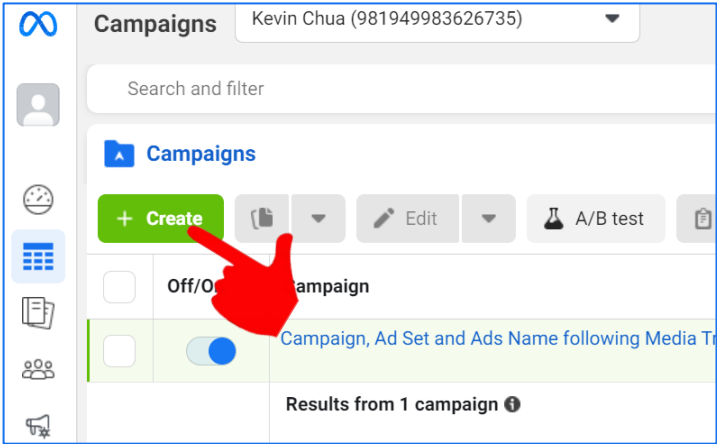 Campaigns
Kevin Chua (981949983626735)
Search and filter
Campaigns
+ Create
Edit
A/B test
Off/O
ampaign
Campaign, Ad Set and Ads Name following Media Tr
Results from 1 campaign